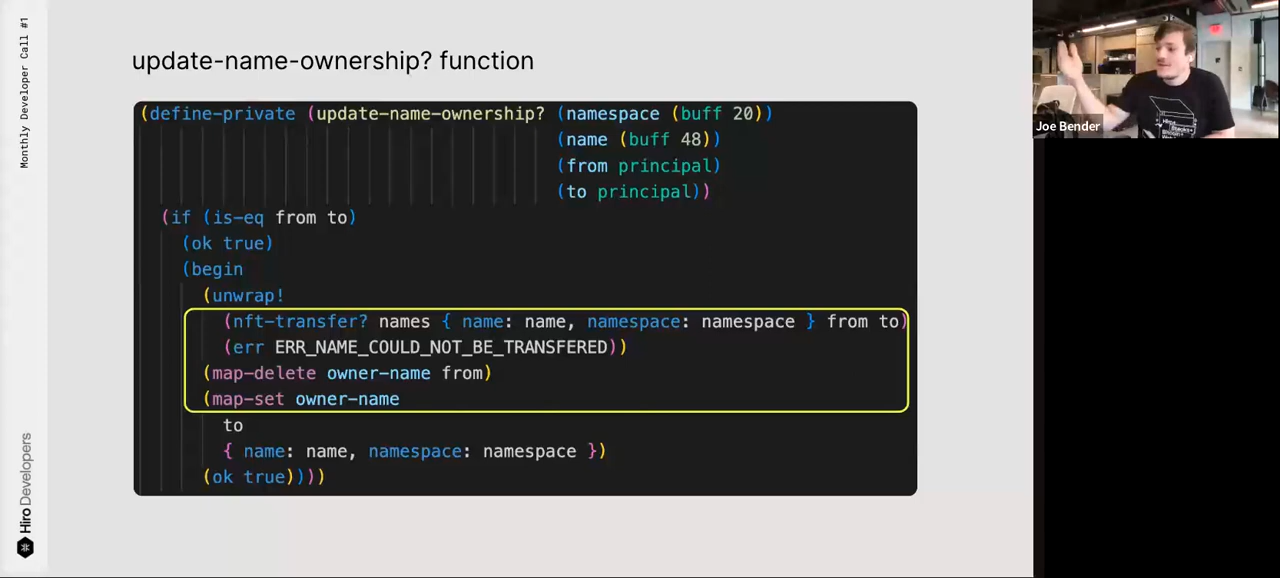 Monthly Developer Call #1
update-name-ownership? function
(define-private (update-name-ownership? (namespace (buff 20))
(name (buff 48))
(from principal)
(to principal))
(if (is-eq from to)
(ok true)
(begin
(unwrap!
(nft-transfer? names { name: name, namespace: namespace } from to)
(err ERR_NAME_COULD_NOT_BE_TRANSFERED))
(map-delete owner-name from)
(map-set owner-name
to
{ name: name, namespace: namespace })
(ok true))))
Hiro Developers
Joe Bender